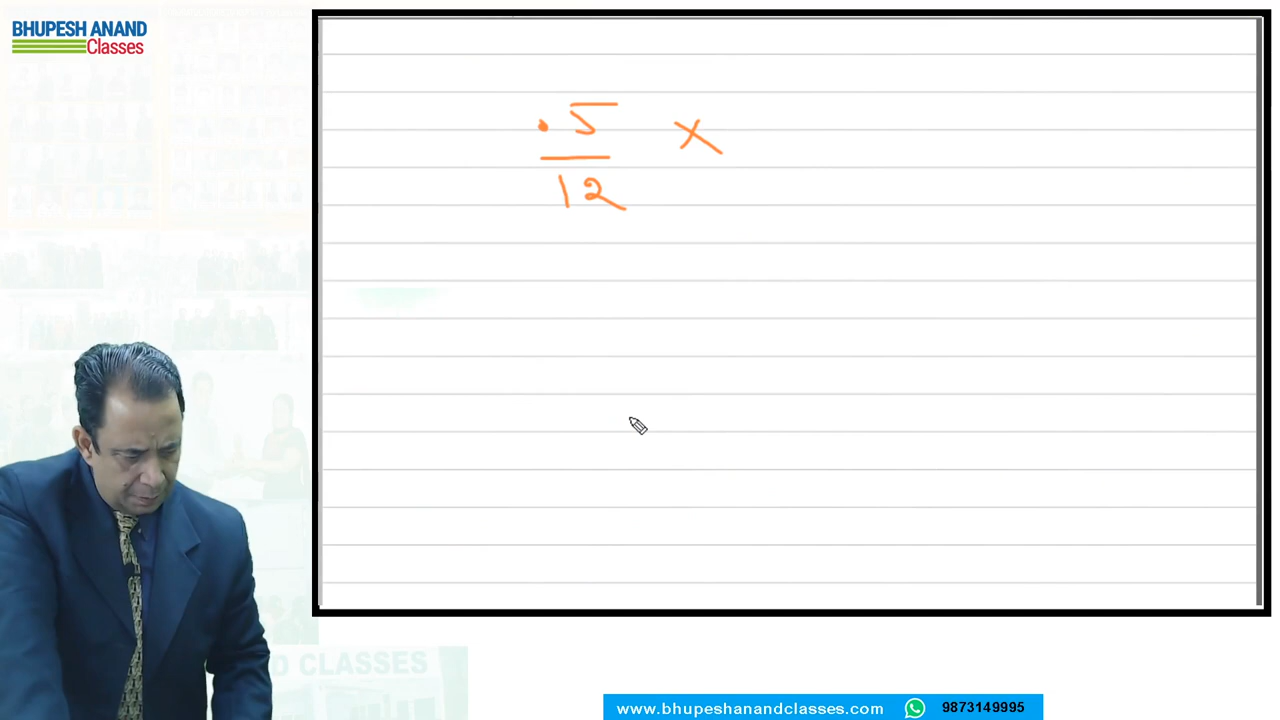 BHUPESH ANAND
Classes
.5 ×
12
D CLASSES
www.bhupeshanandclasses.com 9873149995